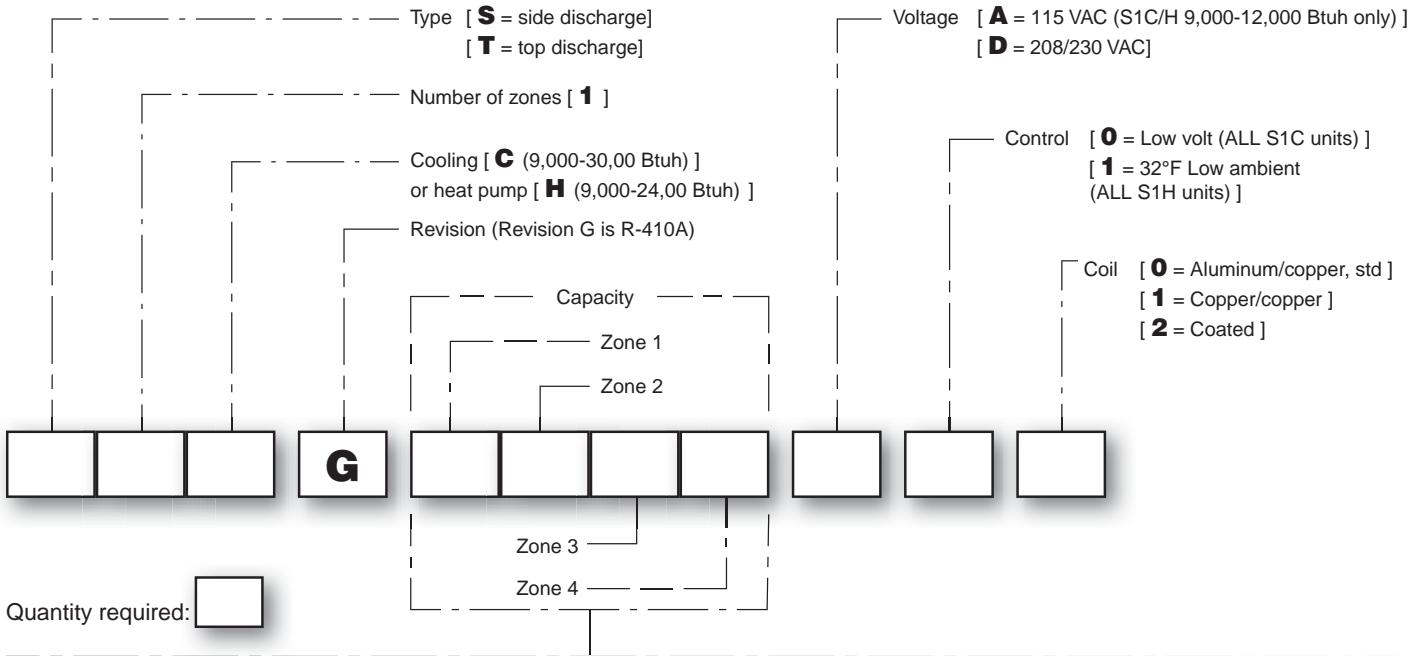 Type [ S = side discharge]
[ T = top discharge]
Number of zones [ 1 ]
Cooling [ C (9,000-30,00 Btuh) ]
or heat pump [ H (9,000-24,00 Btuh) ]
Revision (Revision G is R-410A)
Capacity
Zone 1
Zone 2
Voltage [ A = 115 VAC (S1C/H 9,000-12,000 Btuh only) ]
[ D = 208/230 VAC]
Control [ 0 = Low volt (ALL S1C units) ]
[ 1 = 32°F Low ambient
(ALL S1H units) ]
Coil [ 0 = Aluminum/copper, std ]
[ 1 = Copper/copper ]
[ 2 = Coated ]
G
Zone 3
Zone 4
Quantity required: